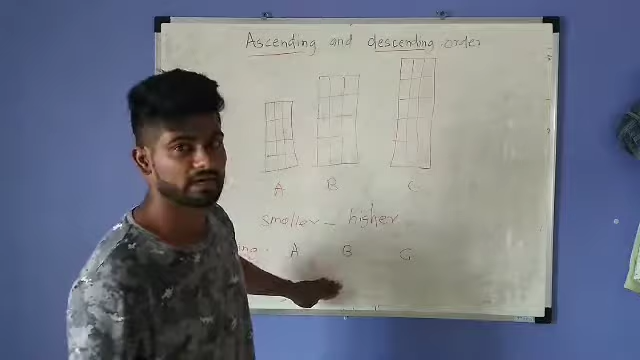 Ascending and descending order
A B C
smaller - higher
A B C